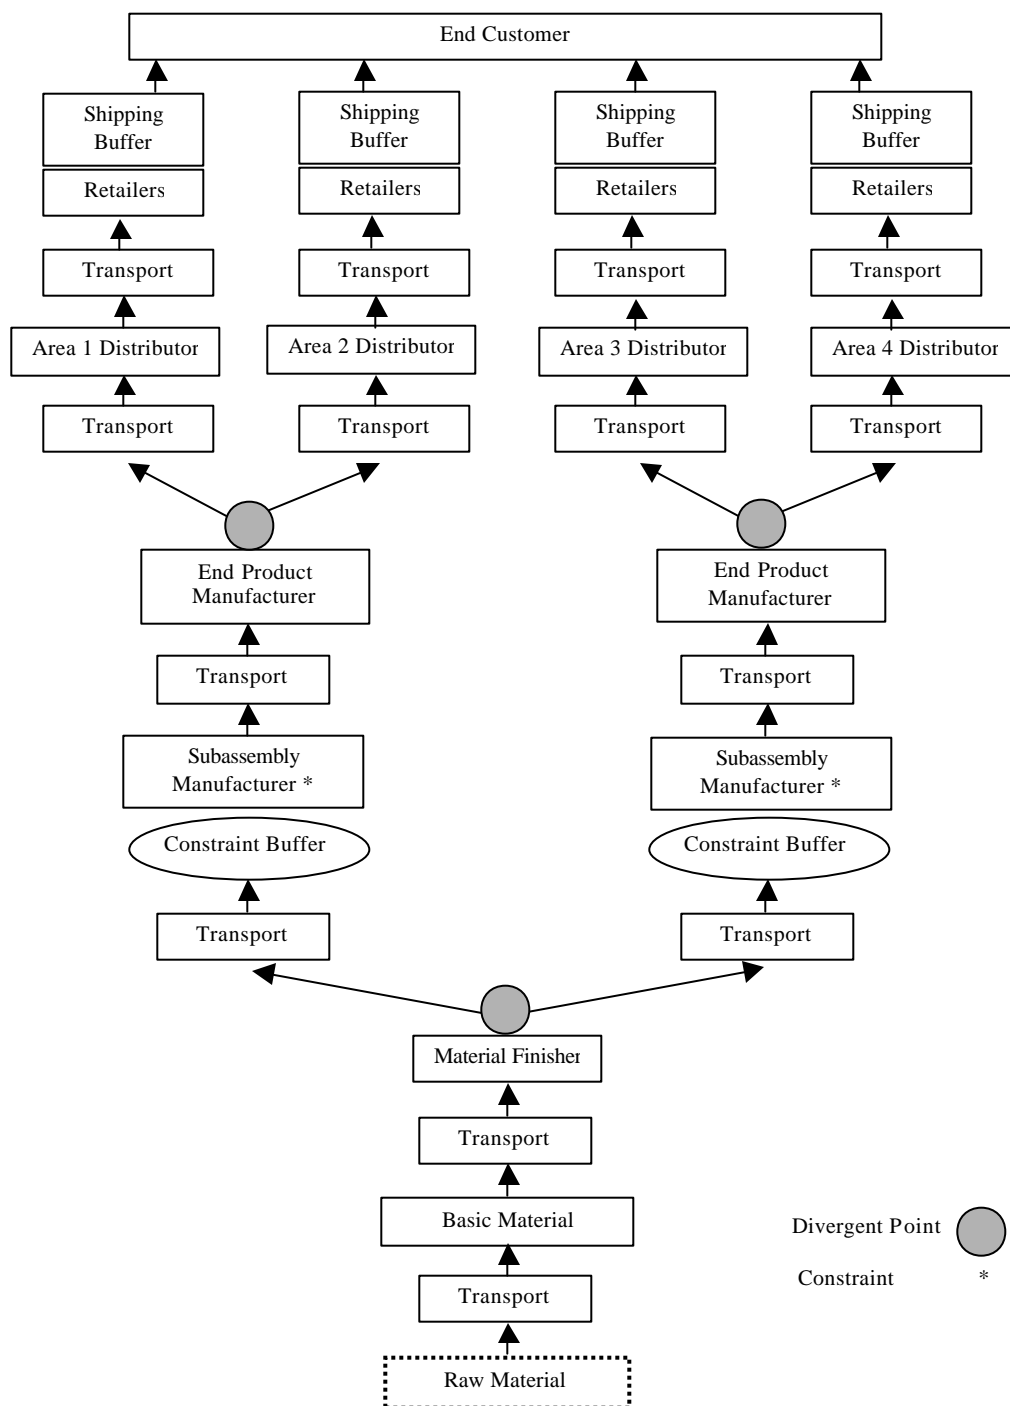 End Customer
Shipping
Buffer
Shipping
Buffer
Shipping
Buffer
Shipping
Buffer
Retailers
Retailers
Retailers
Retailers
Transport
Transport
Transport
Transport
Area 1 Distributor
Area 2 Distributor
Area 3 Distributor
Area 4 Distributor
Transport
Transport
Transport
Transport
End Product
Manufacturer
End Product
Manufacturer
Transport
Transport
Subassembly
Manufacturer *
Subassembly
Manufacturer *
Constraint Buffer
Constraint Buffer
Transport
Transport
Material Finisher
Transport
Basic Material
Divergent Point
Constraint *
Transport
Raw Material